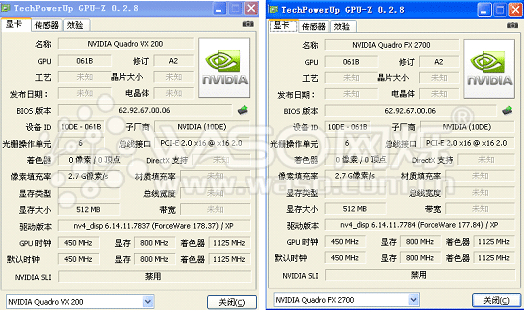 TechPowerUp GPU-Z 0.2.8
显卡 传感器 效验
名称 NVIDIA Quadro VX 200
GPU 061B 修订 A2
工艺 未知 晶片大小 未知
发布日期： 未知 电晶体 未知
BIOS 版本 62.92.67.00.06
设备 ID 10DE - 061B 子厂商 NVIDIA (10DE)
光栅操作单元 6 总线接口 PCI-E 2.0 x16 @ x16 2.0
着色器 0 像素 / 0 顶点 DirectX 支持 未知
像素填充率 2.7 G像素/s 材质填充率 未知
显存类型 总线宽度 未知
显存大小 512 MB 带宽 未知
驱动版本 nv4_disp 6.14.11.7837 (ForceWare 178.37) / XP
GPU 时钟 450 MHz 显存 800 MHz 着色器 1125 MHz
默认时钟 450 MHz 显存 800 MHz 着色器 1125 MHz
NVIDIA SLI 禁用
NVIDIA Quadro VX 200 关闭(C)
NVIDIA
TechPowerUp GPU-Z 0.2.8
显卡 传感器 效验
名称 NVIDIA Quadro FX 2700
GPU 061B 修订 A2
工艺 未知 晶片大小 未知
发布日期： 未知 电晶体 未知
BIOS 版本 62.92.67.00.06
设备 ID 10DE - 061B 子厂商 NVIDIA (10DE)
光栅操作单元 6 总线接口 PCI-E 2.0 x16 @ x16 2.0
着色器 0 像素 / 0 顶点 DirectX 支持 未知
像素填充率 2.7 G像素/s 材质填充率 未知
显存类型 总线宽度 未知
显存大小 512 MB 带宽 未知
驱动版本 nv4_disp 6.14.11.7784 (ForceWare 177.84) / XP
GPU 时钟 450 MHz 显存 800 MHz 着色器 1125 MHz
默认时钟 450 MHz 显存 800 MHz 着色器 1125 MHz
NVIDIA SLI 禁用
NVIDIA Quadro FX 2700 关闭(C)
NVIDIA